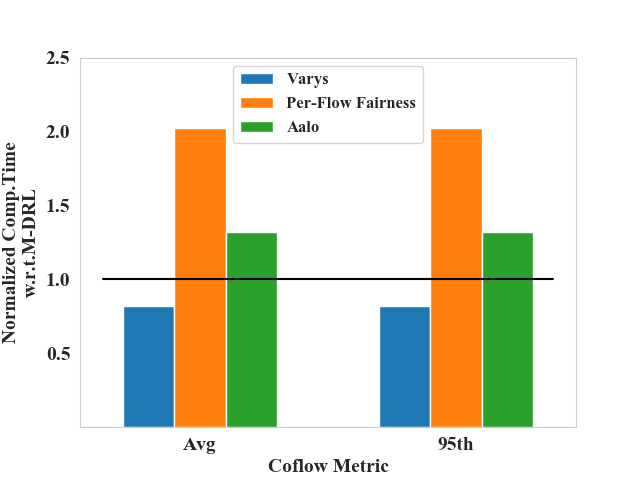 2.5
2.0
1.5
1.0
0.5
Normalized Comp.Time
w.r.t.M-DRL
Varys
Per-Flow Fairness
Aalo
Avg
95th
Coflow Metric